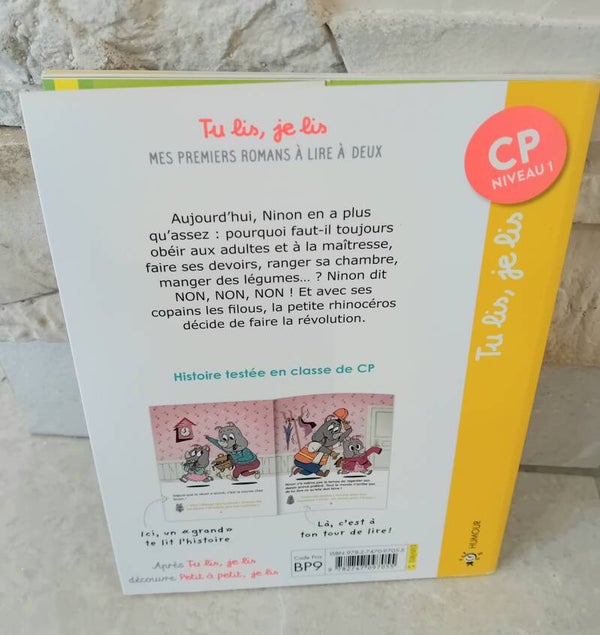 Tu lis, je lis
MES PREMIERS ROMANS À LIRE À DEUX
CP
NIVEAU 1
Aujourd'hui, Ninon en a plus
qu'assez : pourquoi faut-il toujours
obéir aux adultes et à la maîtresse,
faire ses devoirs, ranger sa chambre,
manger des légumes... ? Ninon dit
NON, NON, NON ! Et avec ses
copains les filous, la petite rhinocéros
décide de faire la révolution.
Tu lis, je lis
Histoire testée en classe de CP
Ici, un «grand»
te lit l'histoire
Là, c'est à
ton tour de lire!
Après Tu lis, je lis
découvre Petit à petit, je lis
Code Prix
BP9
HUMOUR